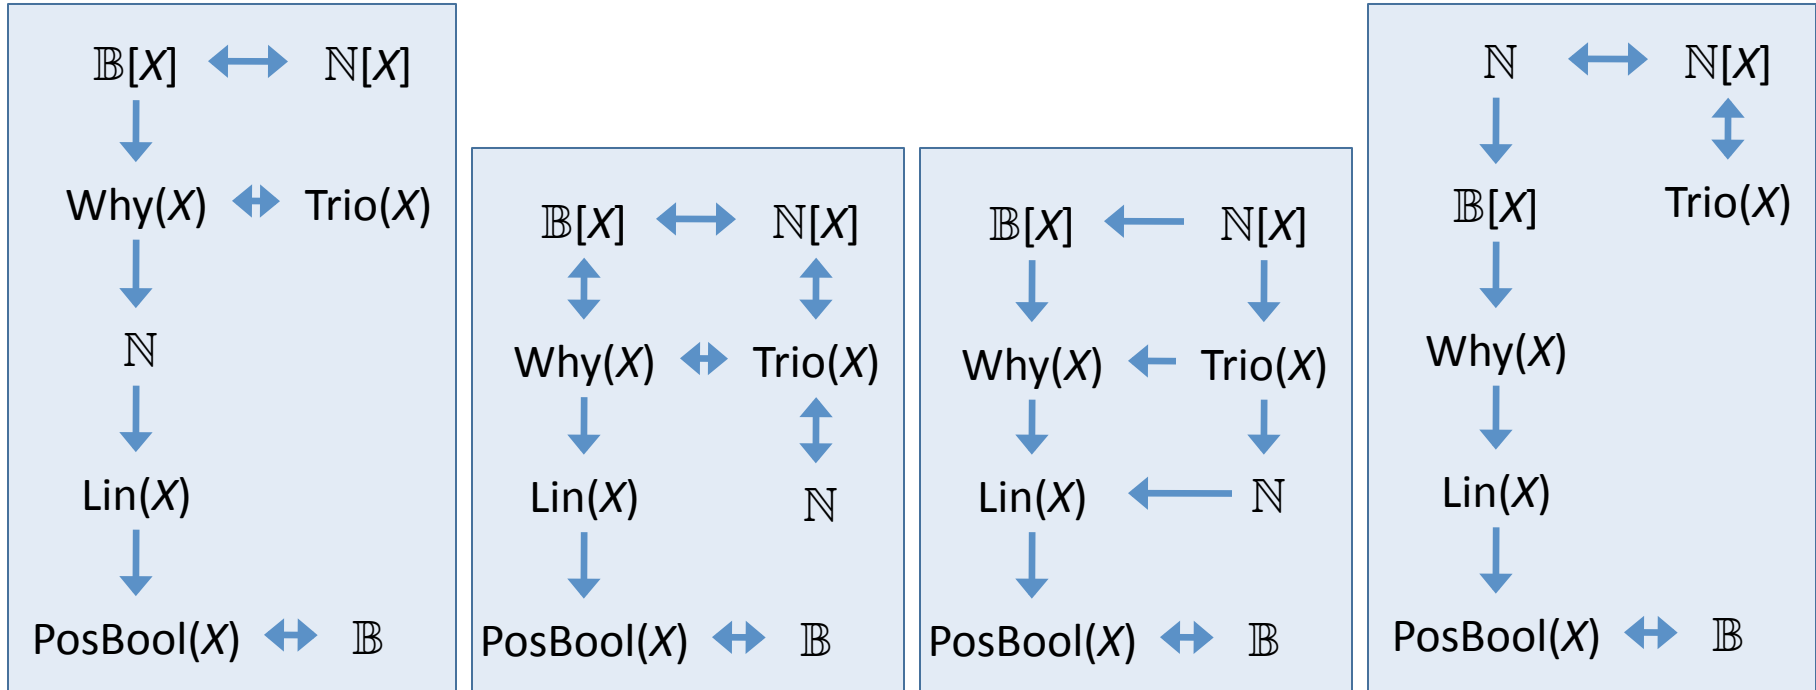 𝔹[X] ℕ[X]
Why(X) Trio(X)
ℕ
Lin(X)
PosBool(X) 𝔹
𝔹[X] ℕ[X]
Why(X) Trio(X)
Lin(X) ℕ
PosBool(X) 𝔹
𝔹[X] ℕ[X]
Why(X) Trio(X)
Lin(X) ℕ
PosBool(X) 𝔹
ℕ ℕ[X]
𝔹[X] Trio(X)
Why(X)
Lin(X)
PosBool(X) 𝔹